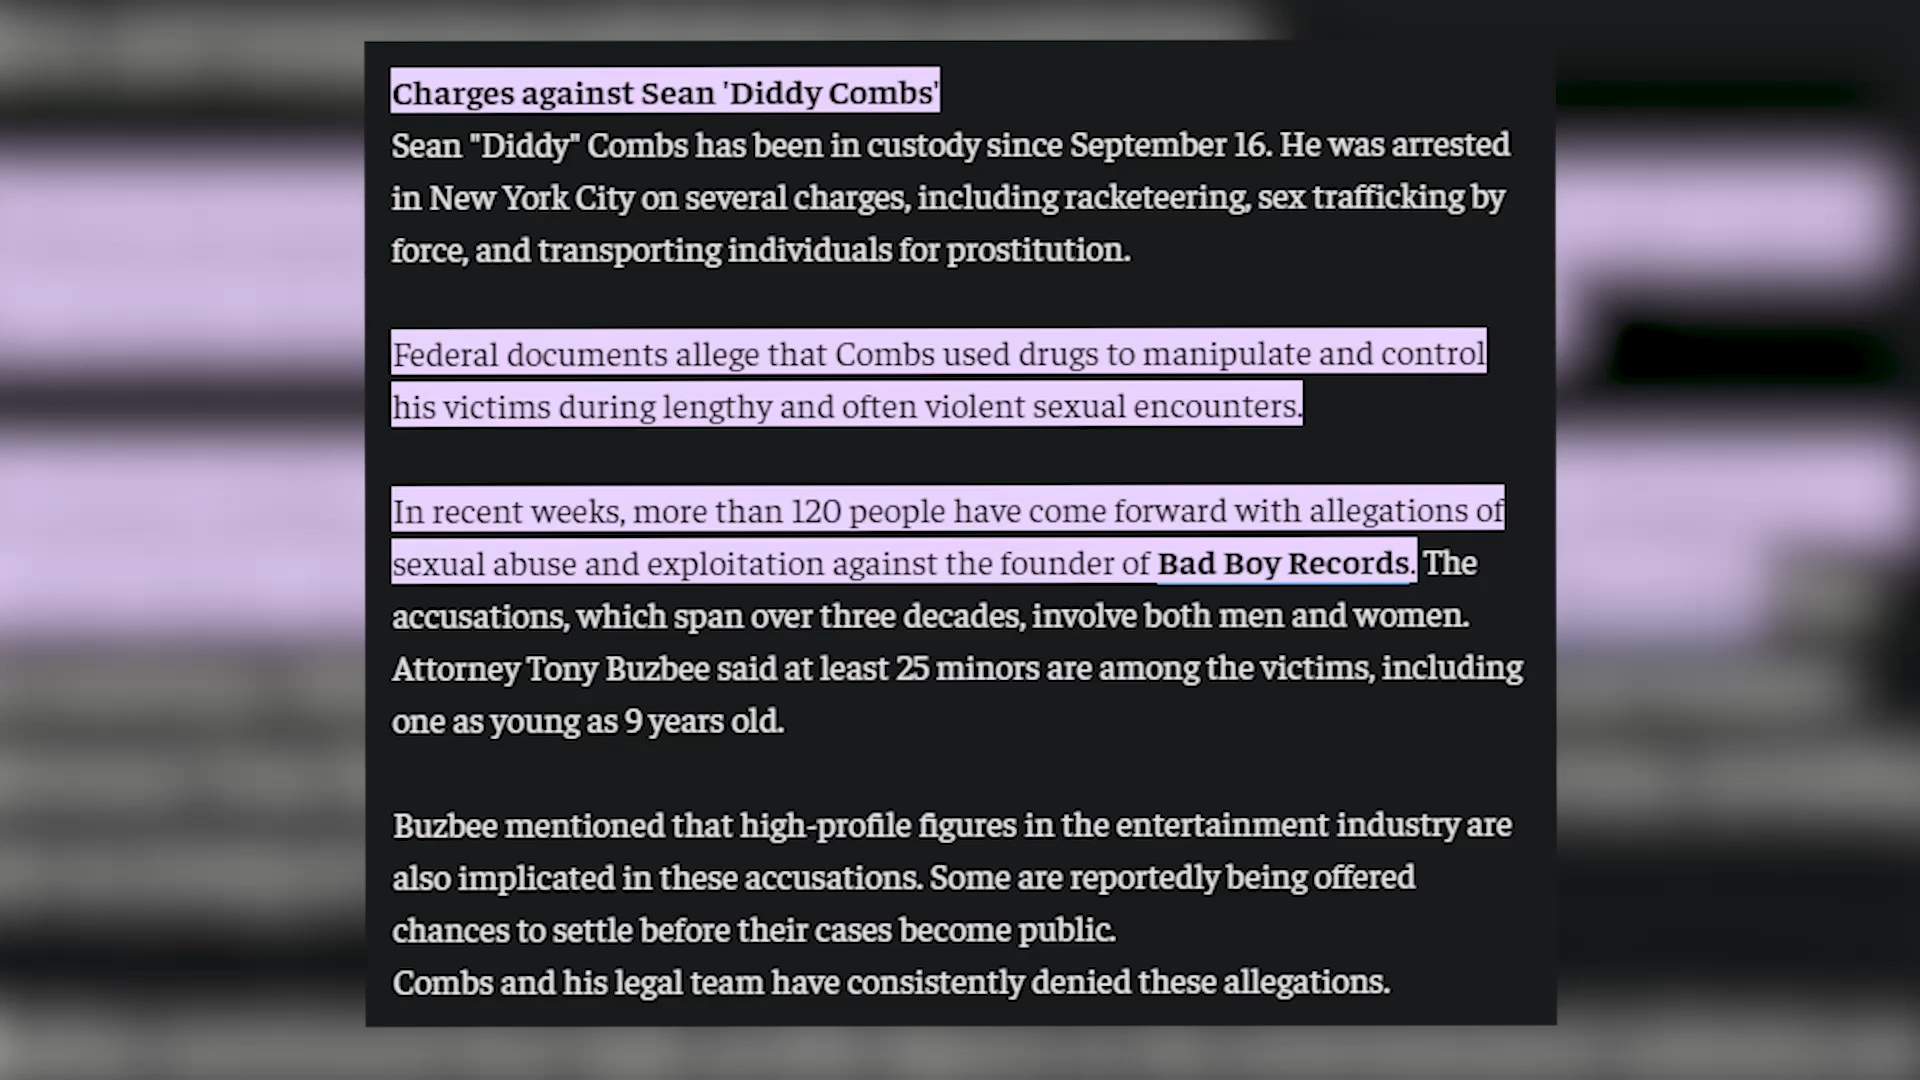 Charges against Sean 'Diddy Combs'
Sean "Diddy" Combs has been in custody since September 16. He was arrested
in New York City on several charges, including racketeering, sex trafficking by
force, and transporting individuals for prostitution.
Federal documents allege that Combs used drugs to manipulate and control
his victims during lengthy and often violent sexual encounters.
In recent weeks, more than 120 people have come forward with allegations of
sexual abuse and exploitation against the founder of Bad Boy Records. The
accusations, which span over three decades, involve both men and women.
Attorney Tony Buzbee said at least 25 minors are among the victims, including
one as young as 9 years old.
Buzbee mentioned that high-profile figures in the entertainment industry are
also implicated in these accusations. Some are reportedly being offered
chances to settle before their cases become public.
Combs and his legal team have consistently denied these allegations.